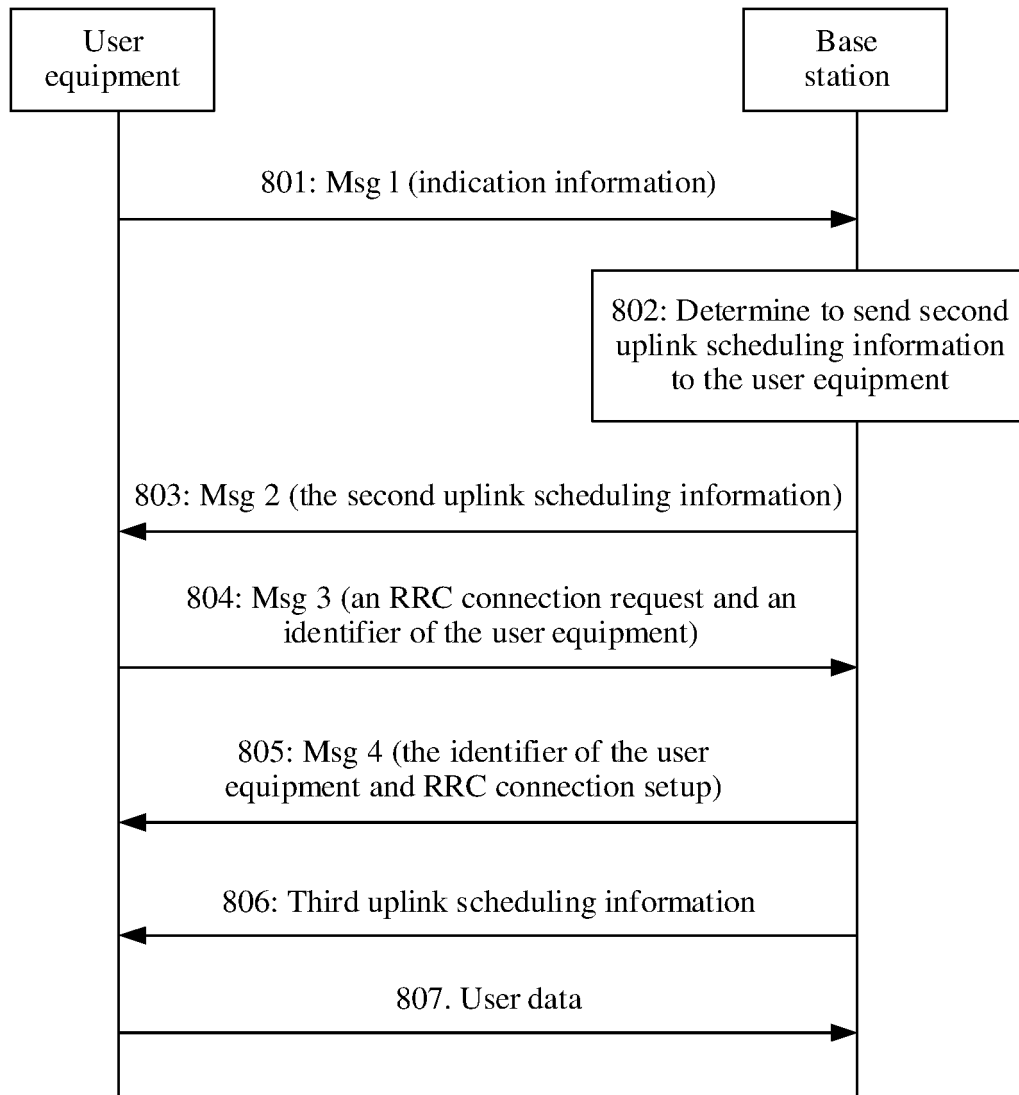 User
equipment
Base
station
801: Msg 1 (indication information)
802: Determine to send second
uplink scheduling information
to the user equipment
803: Msg 2 (the second uplink scheduling information)
804: Msg 3 (an RRC connection request and an
identifier of the user equipment)
805: Msg 4 (the identifier of the user
equipment and RRC connection setup)
806: Third uplink scheduling information
807. User data